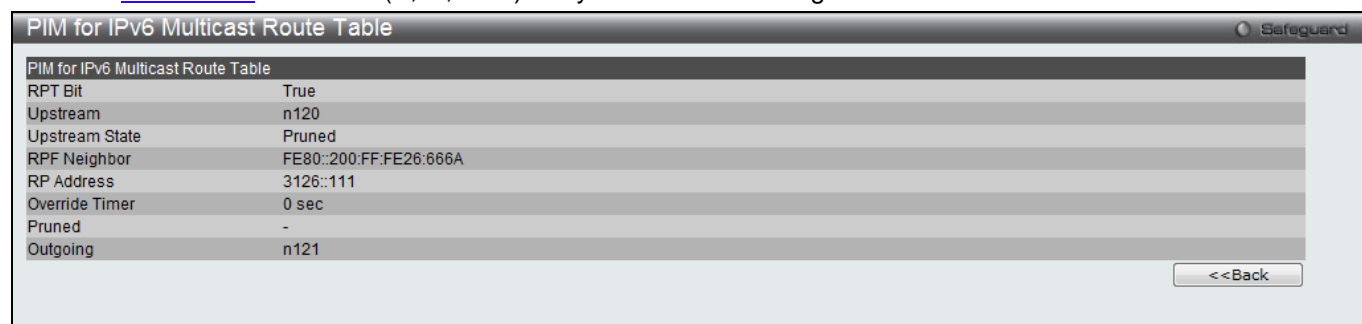 PIM for IPv6 Multicast Route Table
Safeguard
PIM for IPv6 Multicast Route Table
RPT Bit True
Upstream n120
Upstream State Pruned
RPF Neighbor FE80::200:FF:FE26:666A
RP Address 3126::111
Override Timer 0 sec
Pruned -
Outgoing n121
<<Back